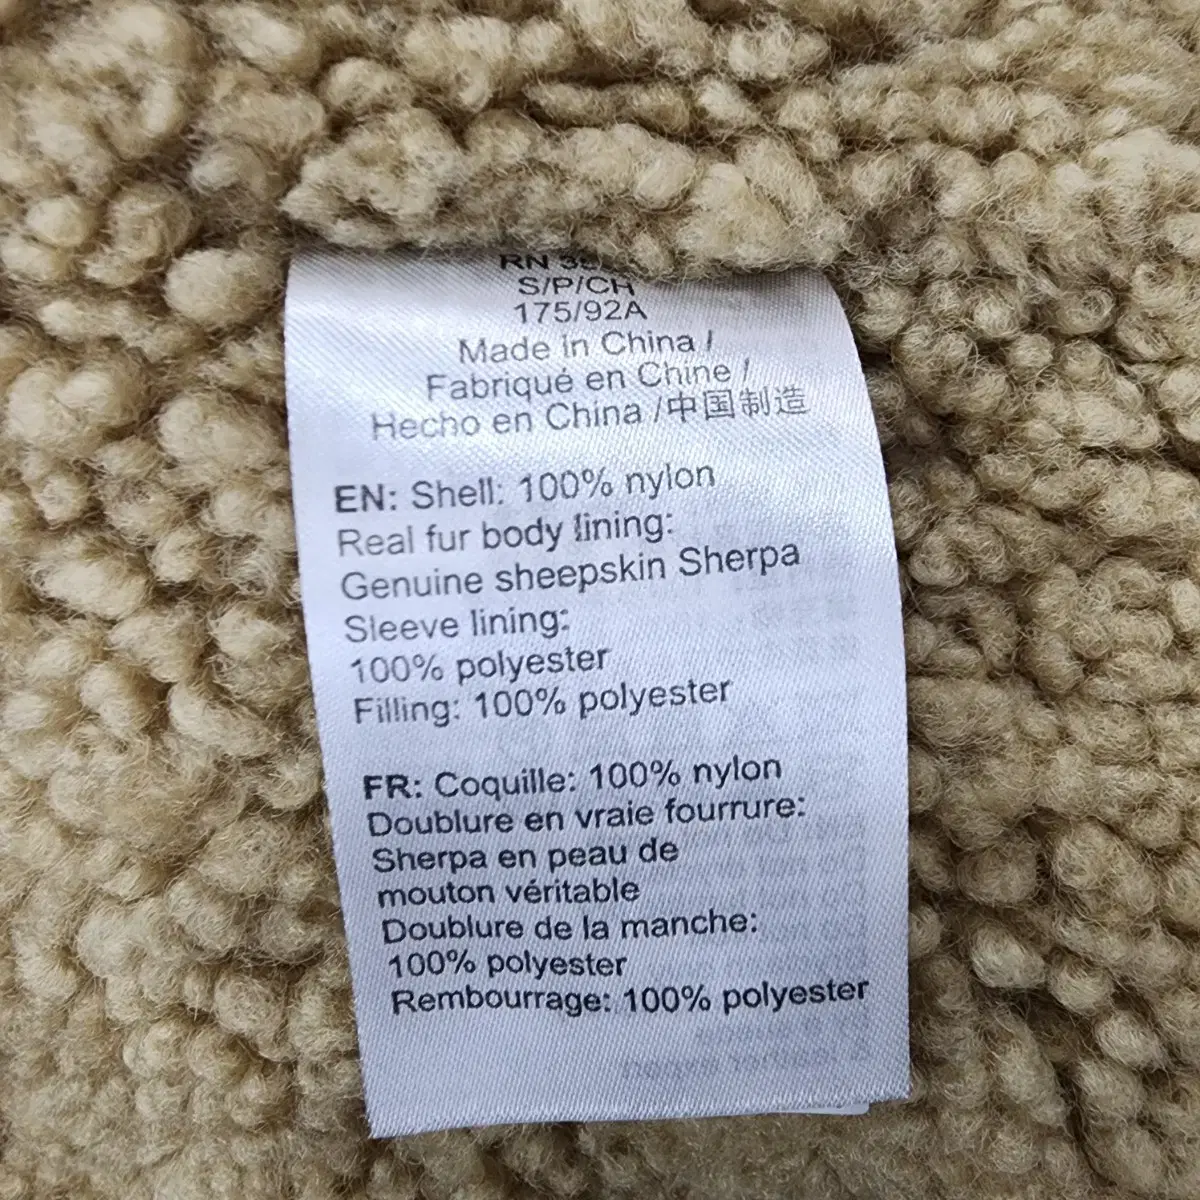 RN
S/P/CH
175/92A
Made in China /
Fabriqué en Chine /
Hecho en China /中国制造
EN: Shell: 100% nylon
Real fur body lining:
Genuine sheepskin Sherpa
Sleeve lining:
100% polyester
Filling: 100% polyester
FR: Coquille: 100% nylon
Doublure en vraie fourrure:
Sherpa en peau de
mouton véritable
Doublure de la manche:
100% polyester
Rembourrage: 100% polyester